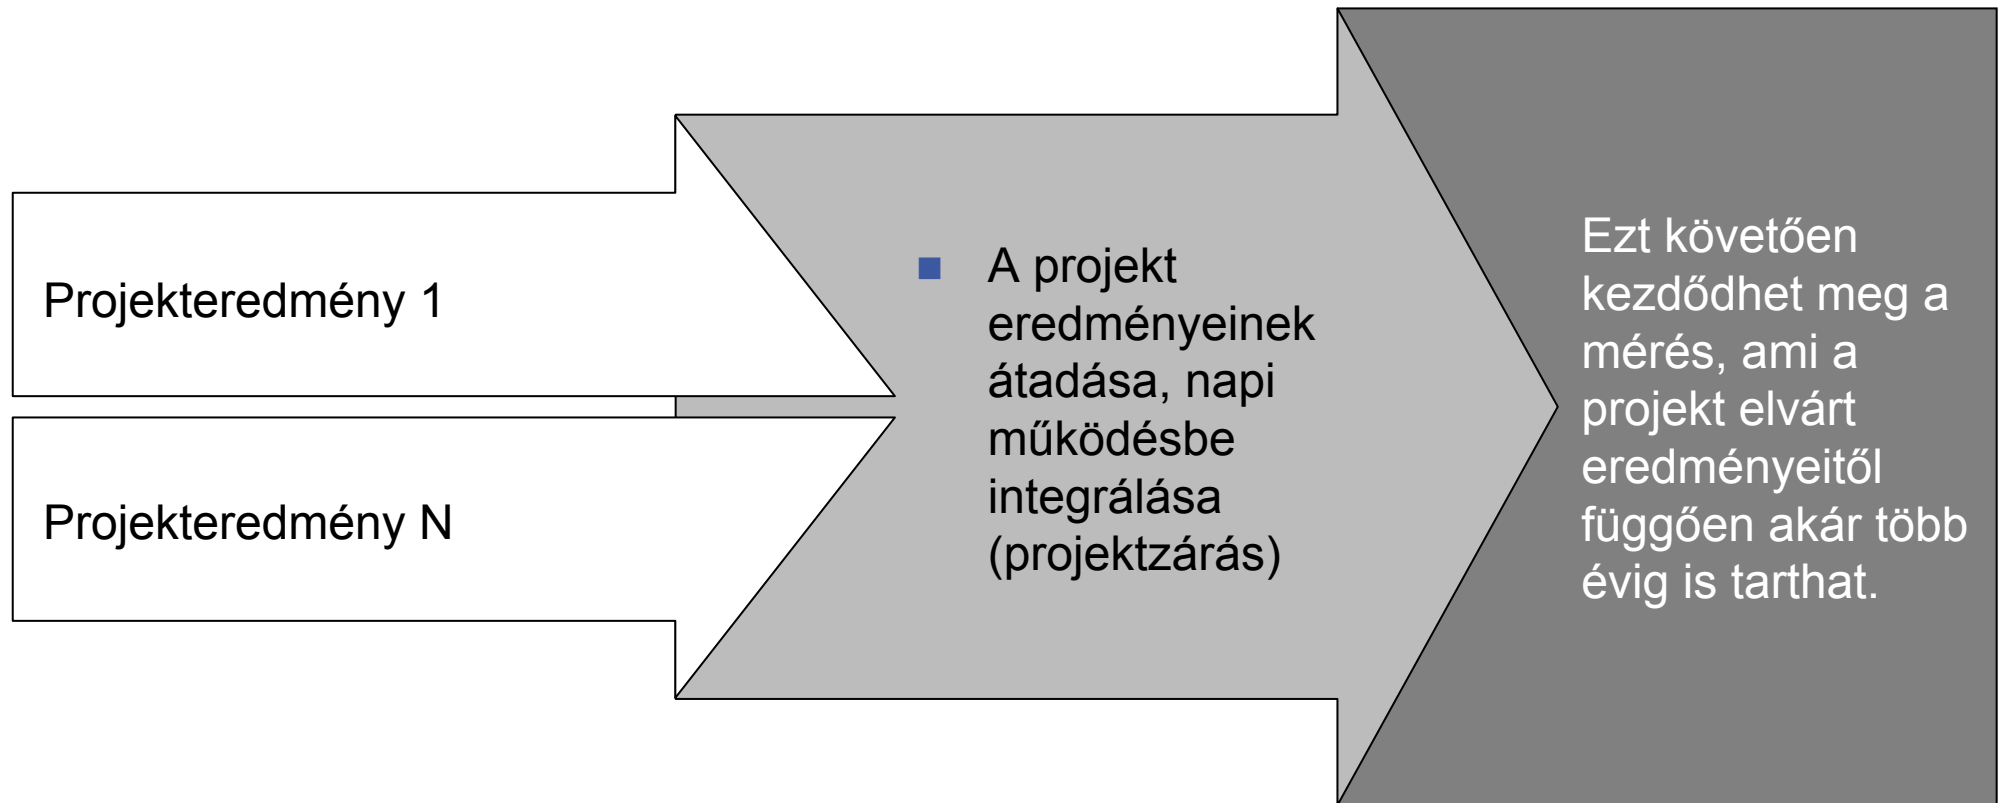 Projekteredmény 1
Projekteredmény N
A projekt
eredményeinek
átadása, napi
működésbe
integrálása
(projektzárás)
Ezt követően
kezdődhet meg a
mérés, ami a
projekt elvárt
eredményeitől
függően akár több
évig is tarthat.